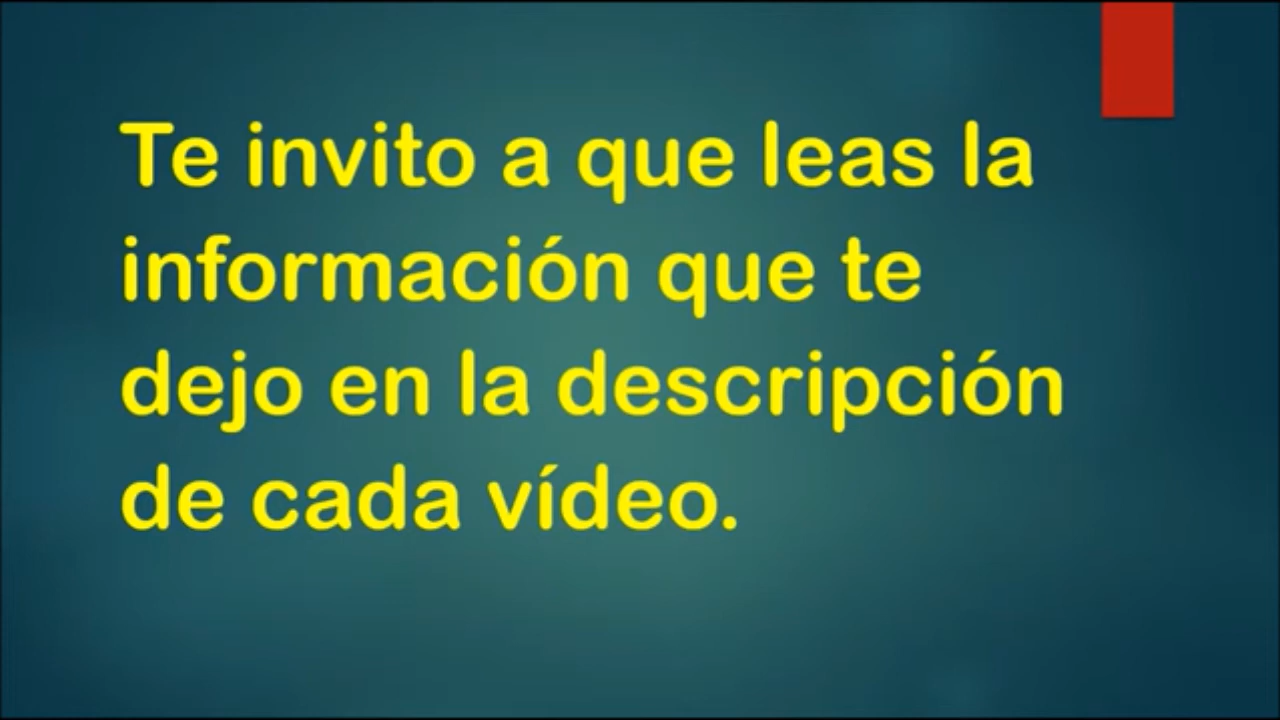 Te invito a que leas la
información que te
dejo en la descripción
de cada vídeo.